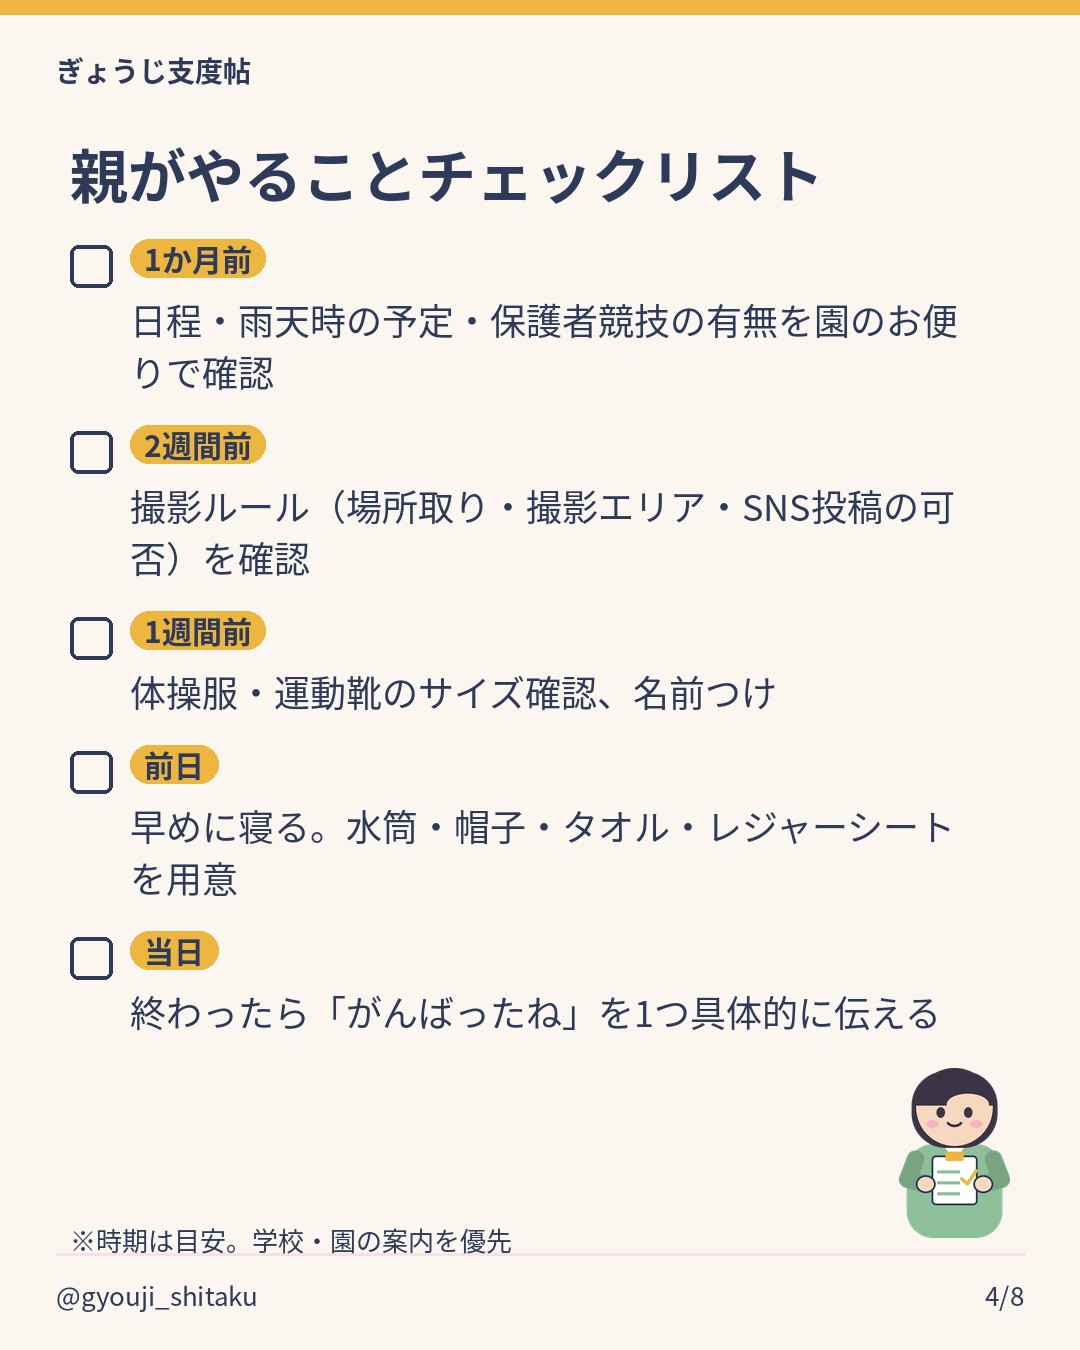 ぎょうじ支度帖
親がやることチェックリスト
1か月前
日程・雨天時の予定・保護者競技の有無を園のお便
りで確認
2週間前
撮影ルール（場所取り・撮影エリア・SNS投稿の可
否）を確認
1週間前
体操服・運動靴のサイズ確認、名前つけ
前日
早めに寝る。水筒・帽子・タオル・レジャーシート
を用意
当日
終わったら「がんばったね」を1つ具体的に伝える
※時期は目安。学校・園の案内を優先
@gyouji_shitaku
4/8